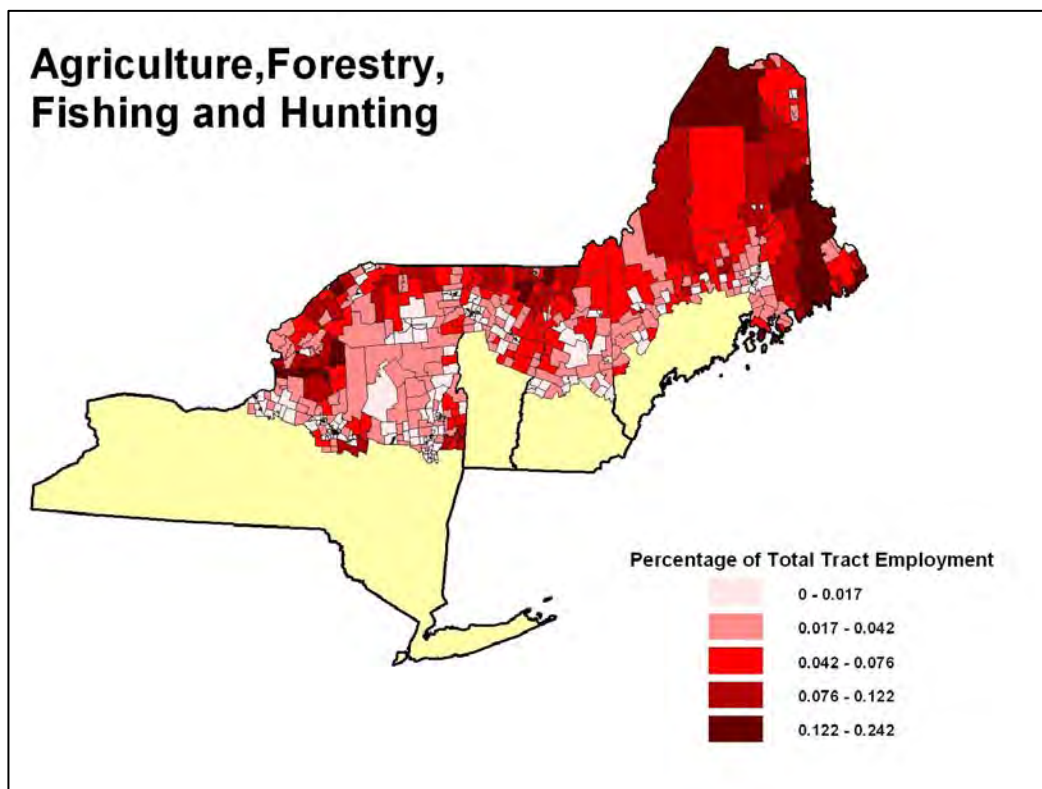 Agriculture,Forestry,
Fishing and Hunting
Percentage of Total Tract Employment
0 - 0.017
0.017 - 0.042
0.042 - 0.076
0.076 - 0.122
0.122 - 0.242